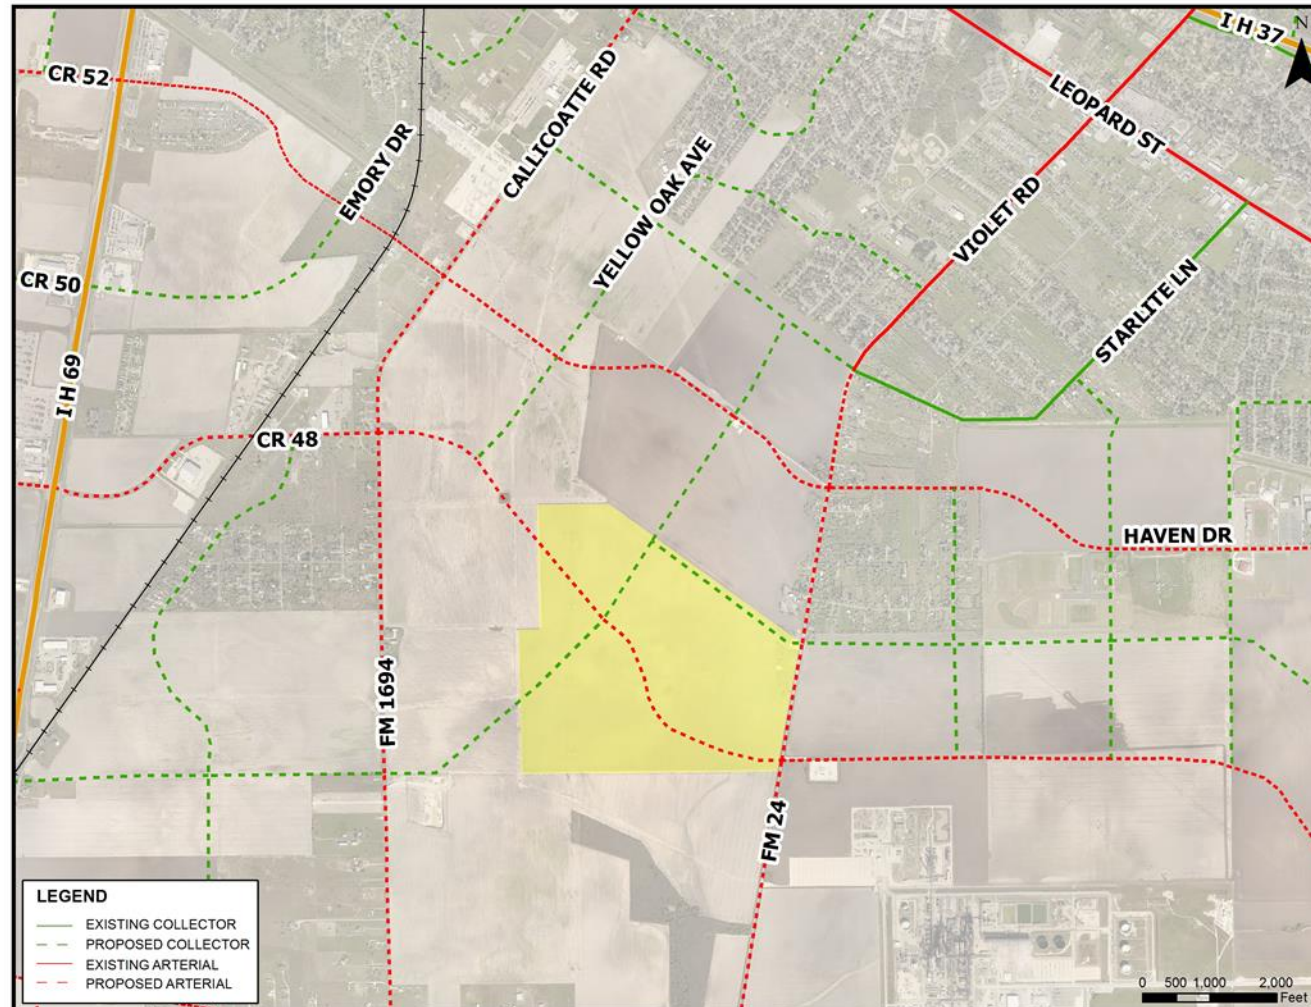 I H 37
N
CR 52
LEOPARD ST
CALLICOATTE RD
EMORY DR
YELLOW OAK AVE
VIOLET RD
CR 50
STARLITE LN
I H 69
CR 48
HAVEN DR
FM 1694
FM 24
LEGEND
EXISTING COLLECTOR
PROPOSED COLLECTOR
EXISTING ARTERIAL
PROPOSED ARTERIAL
0 500 1,000 2,000
Feet